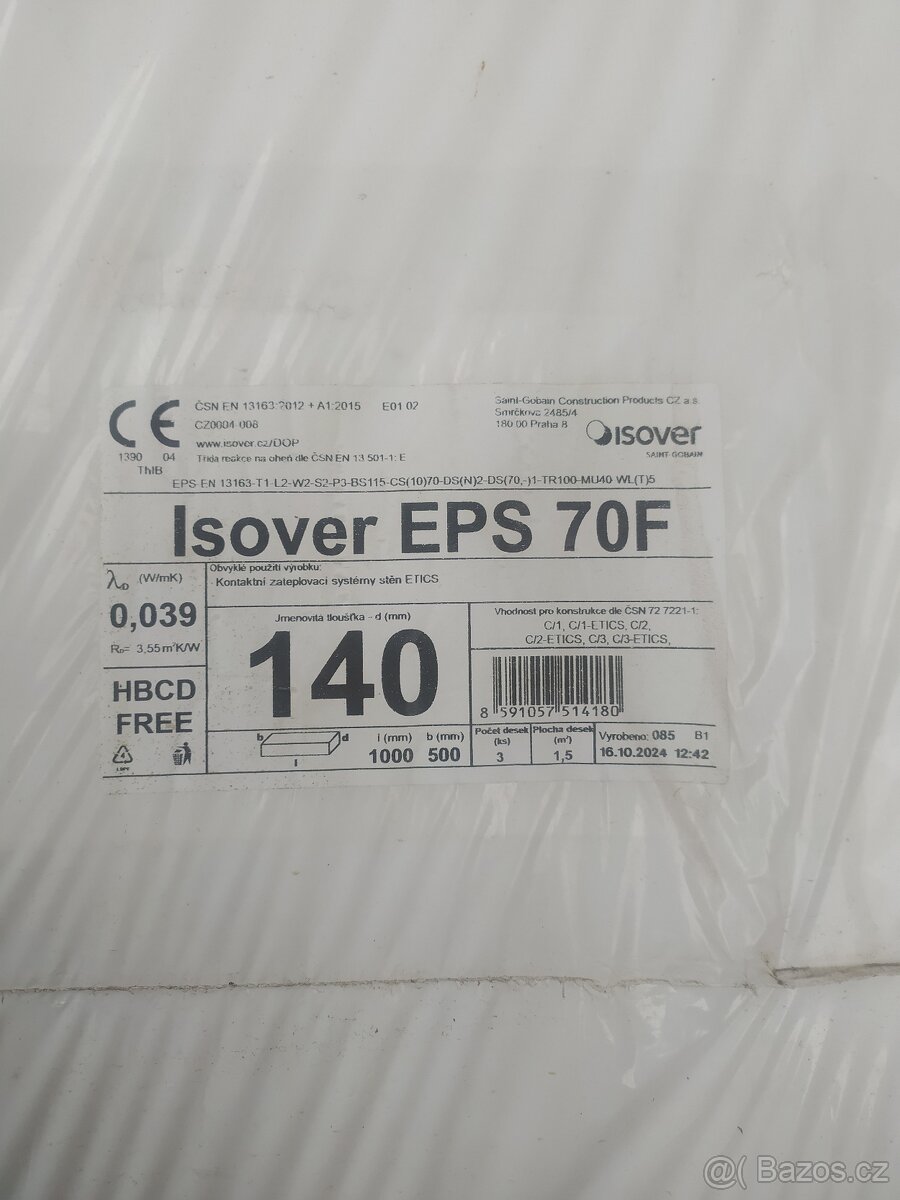 CE
1390 04
ThIB
ČSN EN 13163:2012 + A1:2015 E01 02
CZ0004-008
www.isover.cz/DOP
Třída reakce na oheň dle ČSN EN 13 501-1: E
Saint-Gobain Construction Products CZ a.s.
Smrčkova 2485/4
180 00 Praha 8
isover
SAINT-GOBAIN
EPS-EN 13163-T1-L2-W2-S2-P3-BS115-CS(10)70-DS(N)2-DS(70,-)1-TR100-MU40-WL(T)5
Isover EPS 70F
λD (W/mK)
0,039
RD= 3,55 m²K/W
HBCD
FREE
4
Obvyklé použití výrobku:
Kontaktní zateplovací systémy stěn ETICS
Jmenovitá tloušťka - d (mm)
140
b d l
l (mm) b (mm)
1000 500
Vhodnost pro konstrukce dle ČSN 72 7221-1:
C/1, C/1-ETICS, C/2,
C/2-ETICS, C/3, C/3-ETICS,
8 591057 514180
Počet desek (ks)
3
Plocha desek (m²)
1,5
Vyrobeno: 085 B1
16.10.2024 12:42
@ Bazos.cz